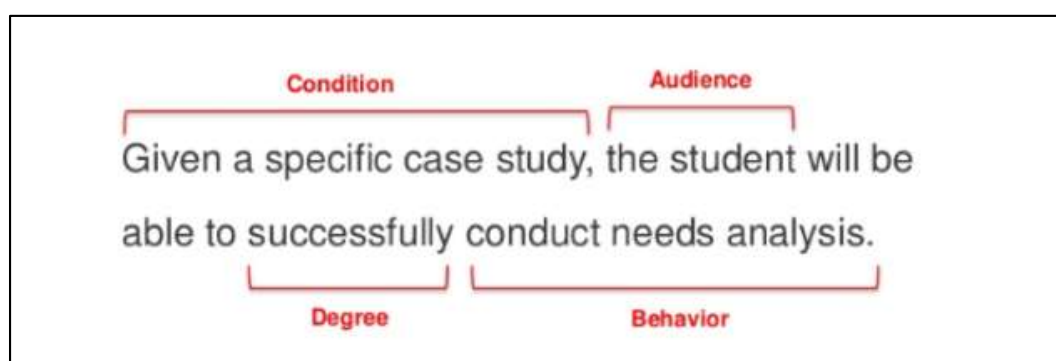 Condition Audience
Given a specific case study, the student will be
able to successfully conduct needs analysis.
Degree Behavior